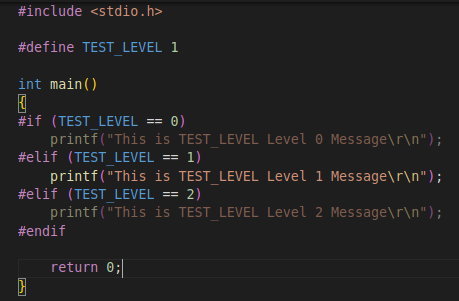 #include <stdio.h>
#define TEST_LEVEL 1
int main()
{
#if (TEST_LEVEL == 0)
    printf("This is TEST_LEVEL Level 0 Message\r\n");
#elif (TEST_LEVEL == 1)
    printf("This is TEST_LEVEL Level 1 Message\r\n");
#elif (TEST_LEVEL == 2)
    printf("This is TEST_LEVEL Level 2 Message\r\n");
#endif
    return 0;
}